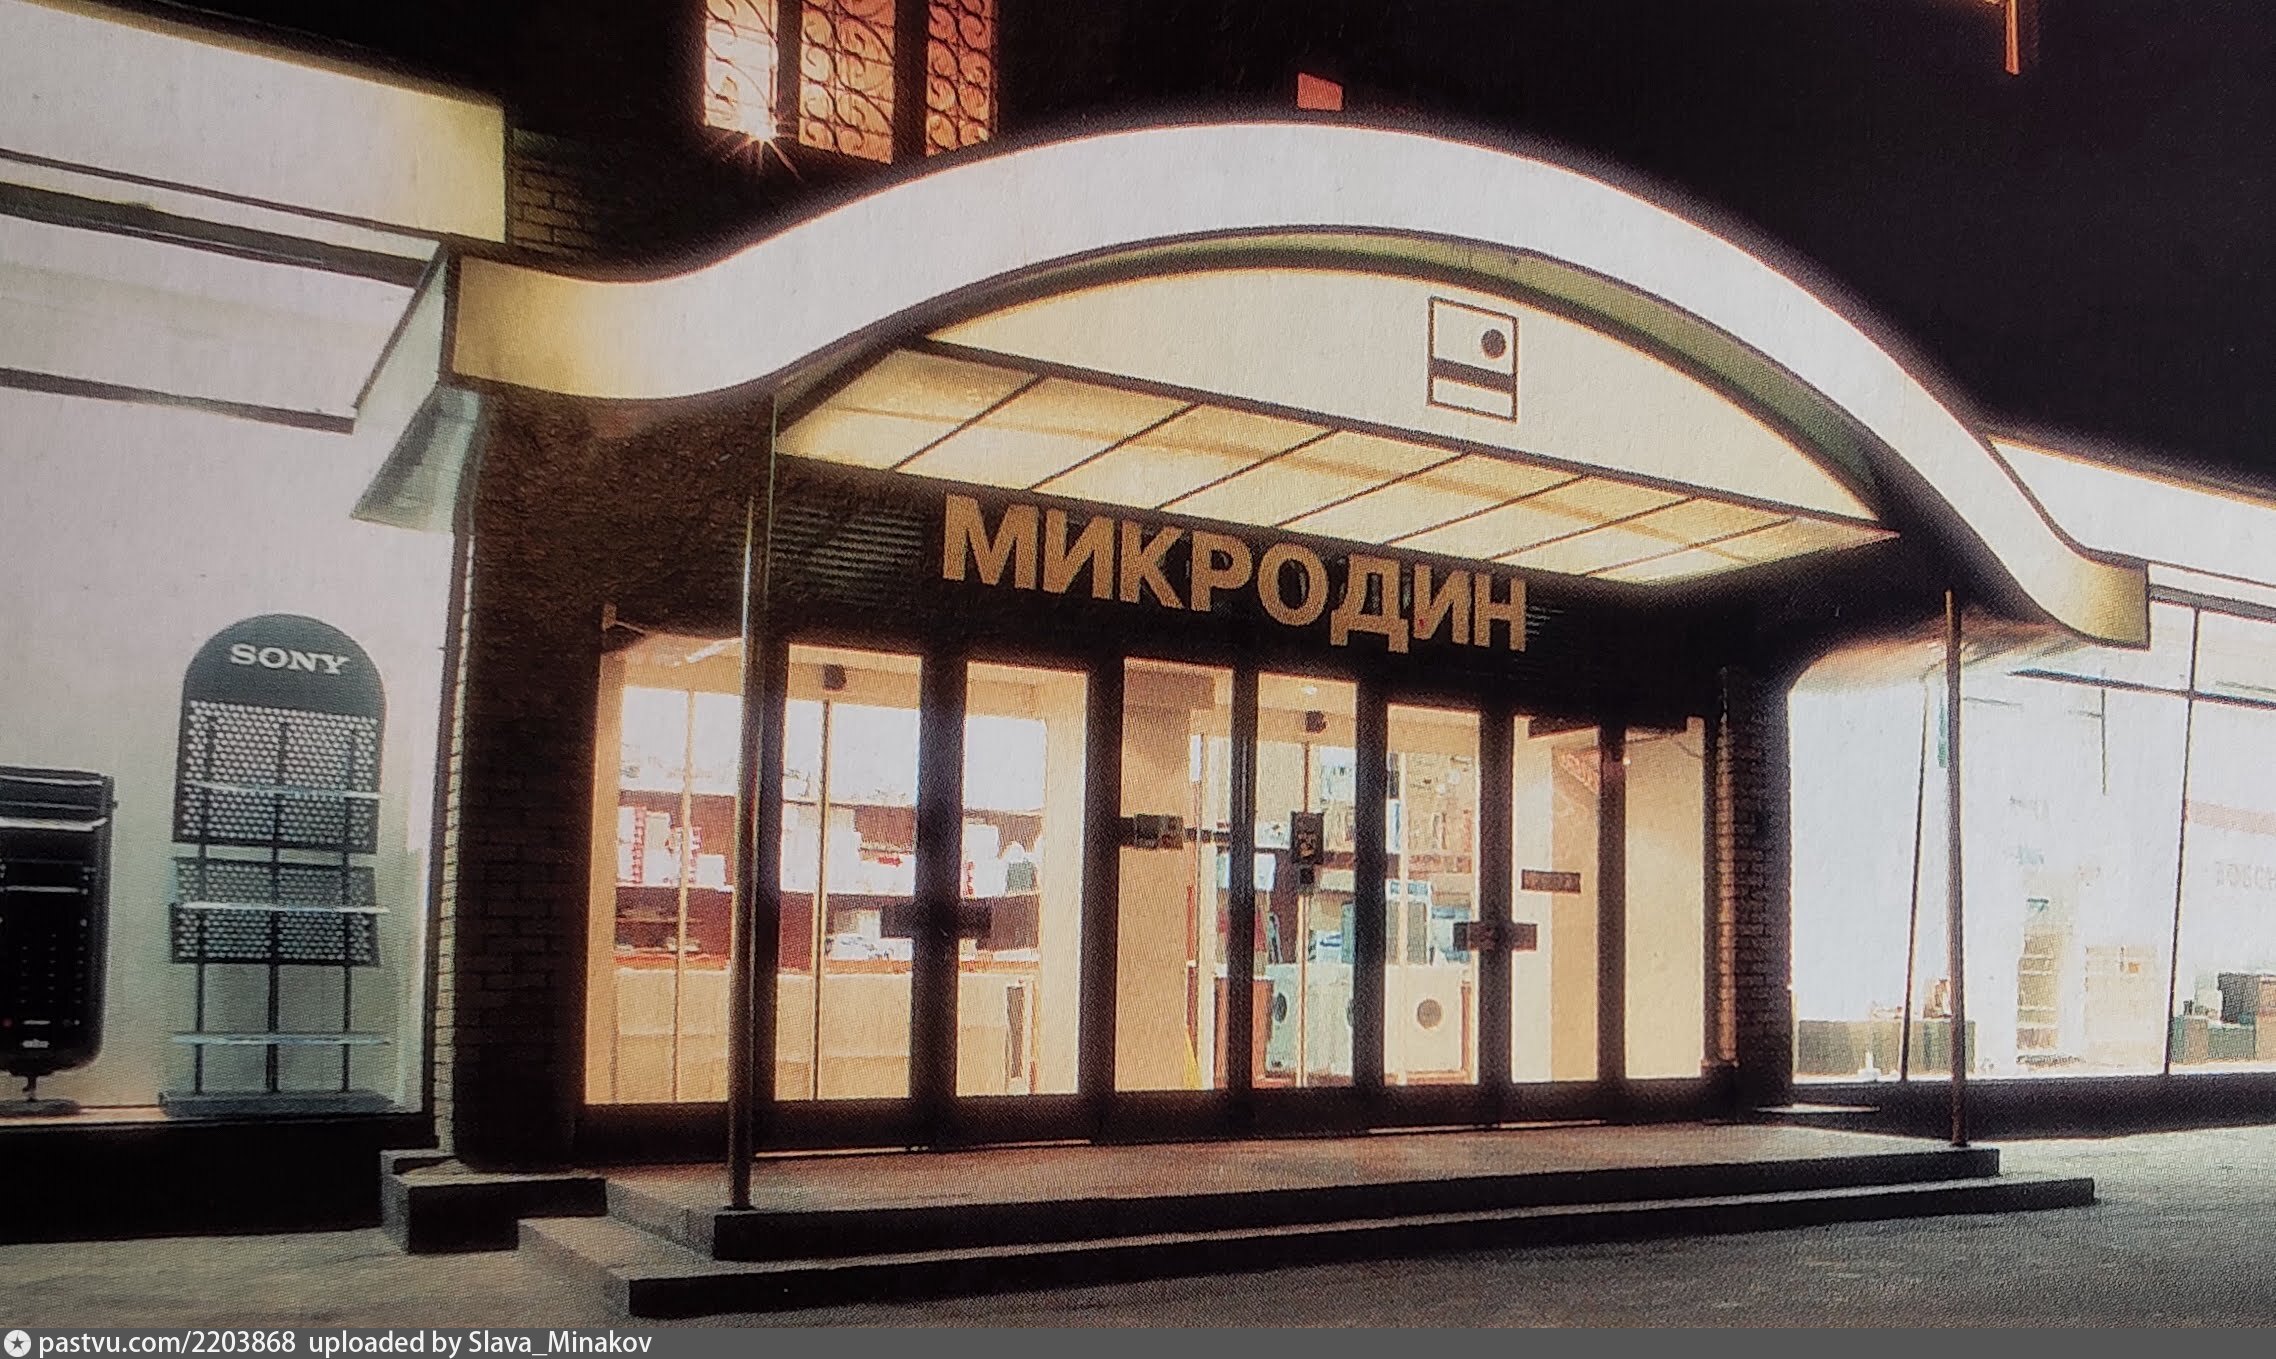 МИКРОДИН
SONY
pastvu.com/2203868 uploaded by Slava_Minakov